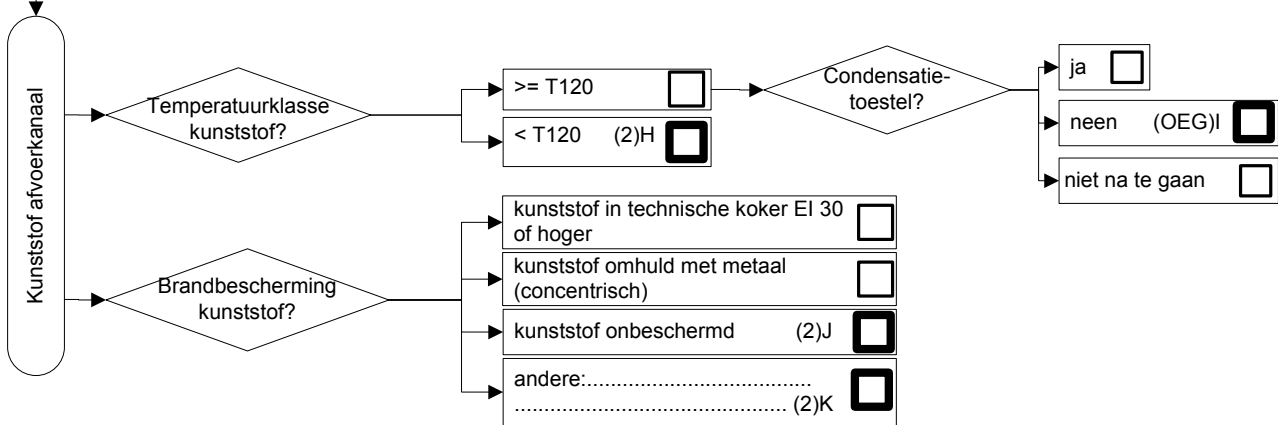 Kunststof afvoerkanaal
Temperatuurklasse
kunststof?
>= T120
< T120 (2)H
Condensatie-
toestel?
ja
neen (OEG)I
niet na te gaan
Brandbescherming
kunststof?
kunststof in technische koker EI 30
of hoger
kunststof omhuld met metaal
(concentrisch)
kunststof onbeschermd (2)J
andere:......................................
.............................................. (2)K